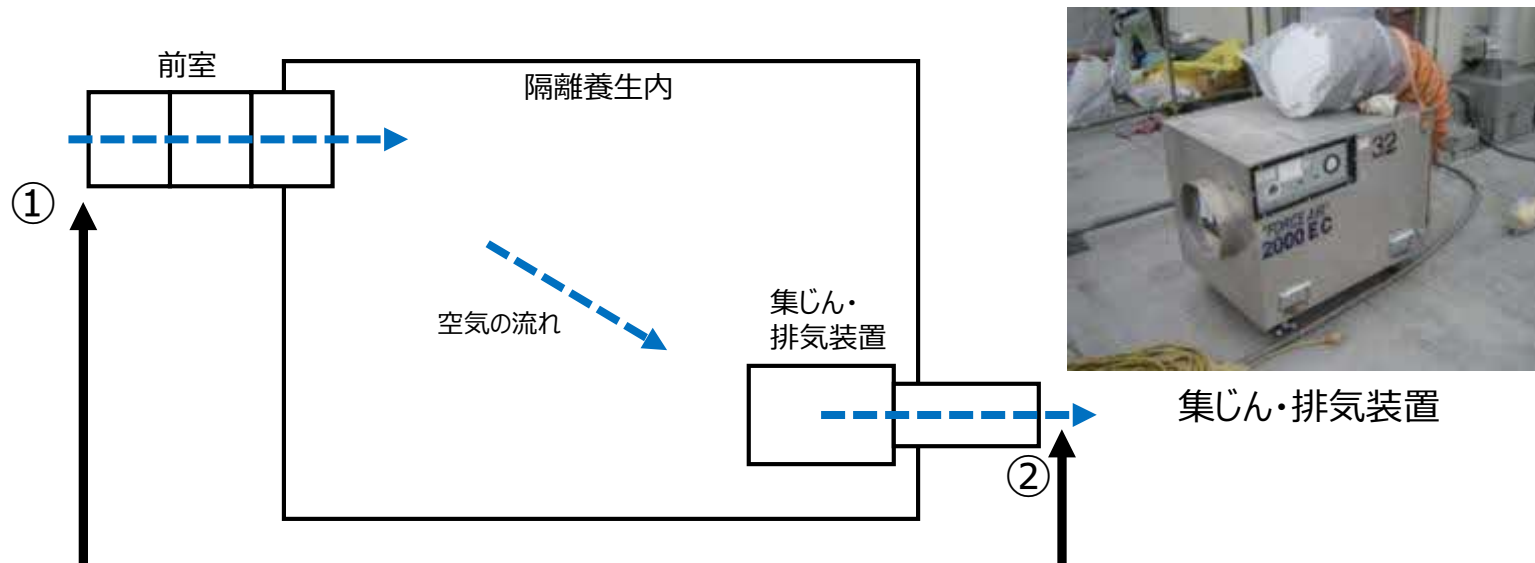 前室
隔離養生内
①
空気の流れ
集じん・
排気装置
②
32
"FORCE AIR"
2000 EC
集じん・排気装置